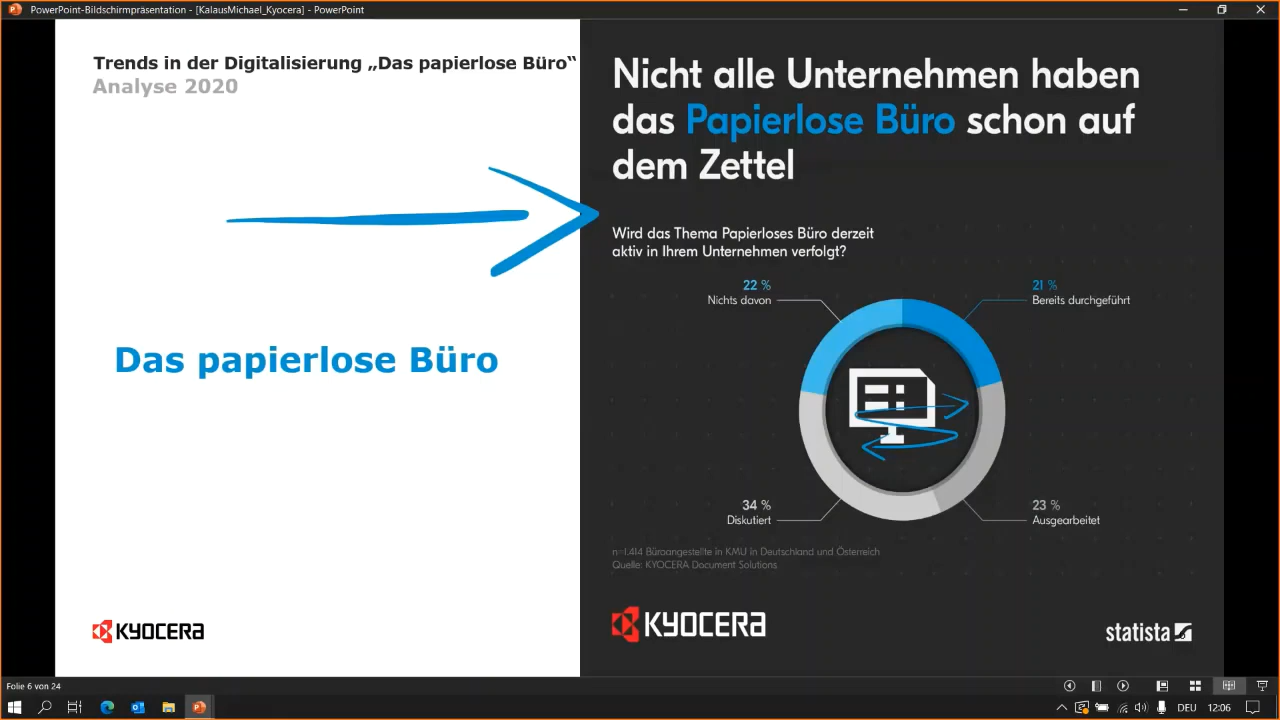 PowerPoint-Bildschirmpräsentation - [KalausMichael_Kyocera] - PowerPoint
Trends in der Digitalisierung „Das papierlose Büro“
Analyse 2020
Das papierlose Büro
KYOCERA
Nicht alle Unternehmen haben
das Papierlose Büro schon auf
dem Zettel
Wird das Thema Papierloses Büro derzeit
aktiv in Ihrem Unternehmen verfolgt?
22 %
Nichts davon
21 %
Bereits durchgeführt
34 %
Diskutiert
23 %
Ausgearbeitet
n=1.414 Büroangestellte in KMU in Deutschland und Österreich
Quelle: KYOCERA Document Solutions
KYOCERA
statista
Folie 6 von 24
DEU
12:06